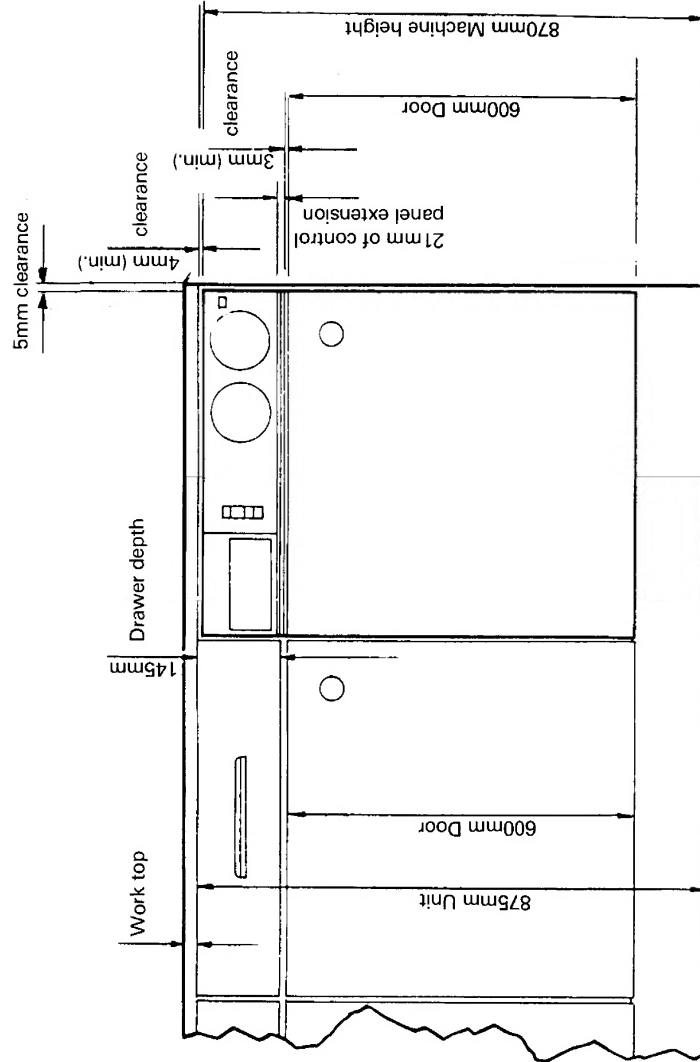 870mm Machine height
clearance
600mm Door
clearance
3mm (min.)
21mm of control
panel extension
4mm (min.)
5mm clearance
Drawer depth
145mm
600mm Door
Work top
875mm Unit